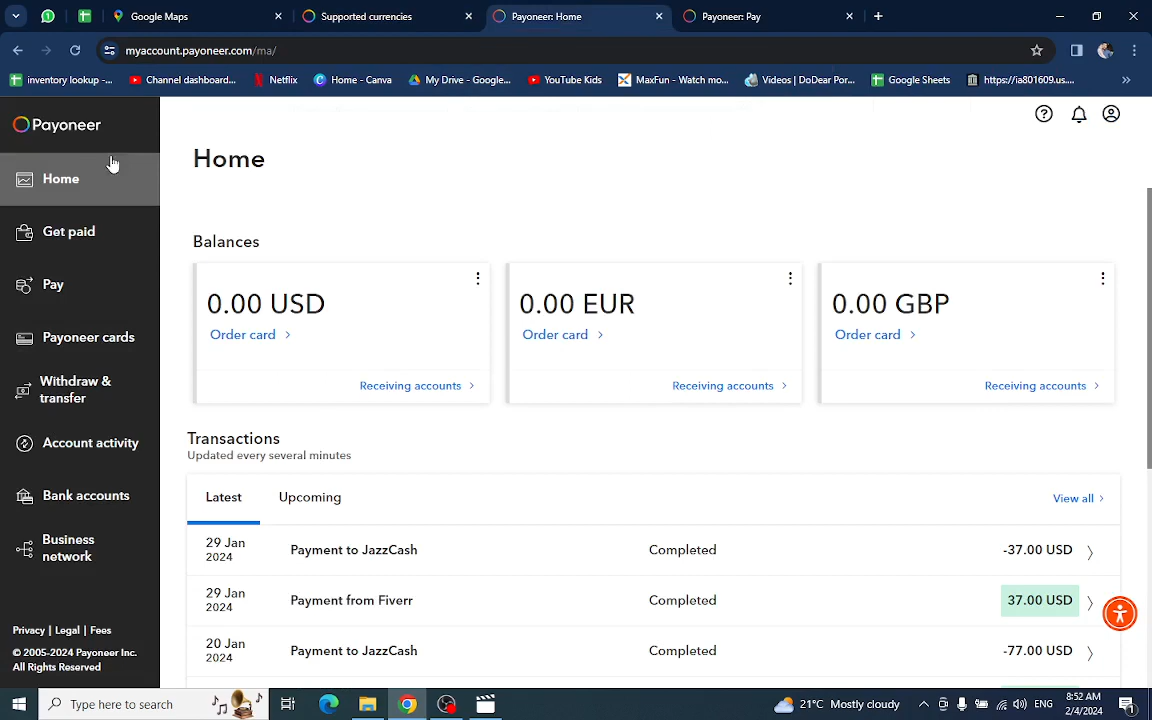 Google Maps
Supported currencies
Payoneer: Home
Payoneer: Pay
myaccount.payoneer.com/ma/
inventory lookup -...
Channel dashboard...
Netflix
Home - Canva
My Drive - Google...
YouTube Kids
MaxFun - Watch mo...
Videos | DoDear Por...
Google Sheets
https://ia801609.us....
Payoneer
Home
Get paid
Pay
Payoneer cards
Withdraw &
transfer
Account activity
Bank accounts
Business
network
Privacy | Legal | Fees
© 2005-2024 Payoneer Inc.
All Rights Reserved
Home
Balances
0.00 USD
Order card
Receiving accounts
0.00 EUR
Order card
Receiving accounts
0.00 GBP
Order card
Receiving accounts
Transactions
Updated every several minutes
Latest
Upcoming
View all
29 Jan
2024
Payment to JazzCash
Completed
-37.00 USD
29 Jan
2024
Payment from Fiverr
Completed
37.00 USD
20 Jan
2024
Payment to JazzCash
Completed
-77.00 USD
Type here to search
21°C Mostly cloudy
8:52 AM
2/4/2024
1